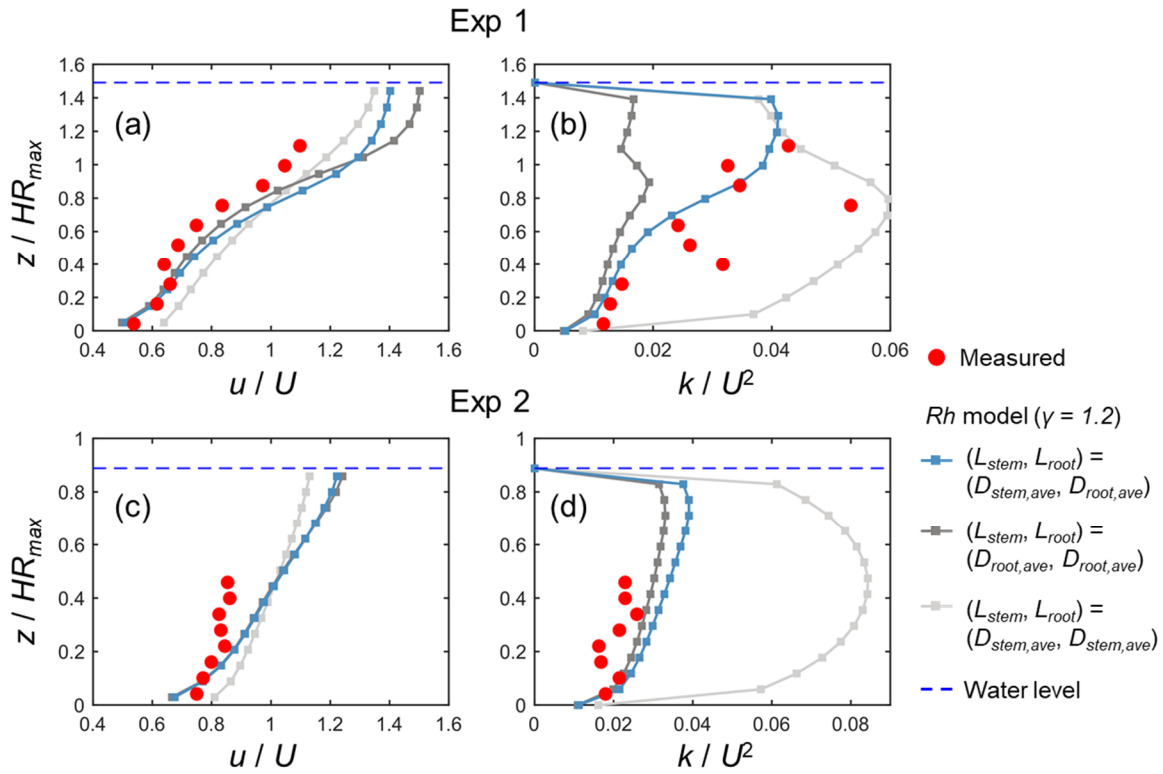 Exp 1
1.6
1.4
1.2
1
0.8
0.6
0.4
0.2
0
z / HRmax
(a)
0.4 0.6 0.8 1 1.2 1.4 1.6
u / U
1.6
1.4
1.2
1
0.8
0.6
0.4
0.2
0
(b)
0 0.02 0.04 0.06
k / U²
Exp 2
1
0.8
0.6
0.4
0.2
0
z / HRmax
(c)
0.4 0.6 0.8 1 1.2 1.4 1.6
u / U
1
0.8
0.6
0.4
0.2
0
(d)
0 0.02 0.04 0.06 0.08
k / U²
Measured
Rh model (γ = 1.2)
(Lstem, Lroot) =
(Dstem,ave, Droot,ave)
(Lstem, Lroot) =
(Droot,ave, Droot,ave)
(Lstem, Lroot) =
(Dstem,ave, Dstem,ave)
Water level